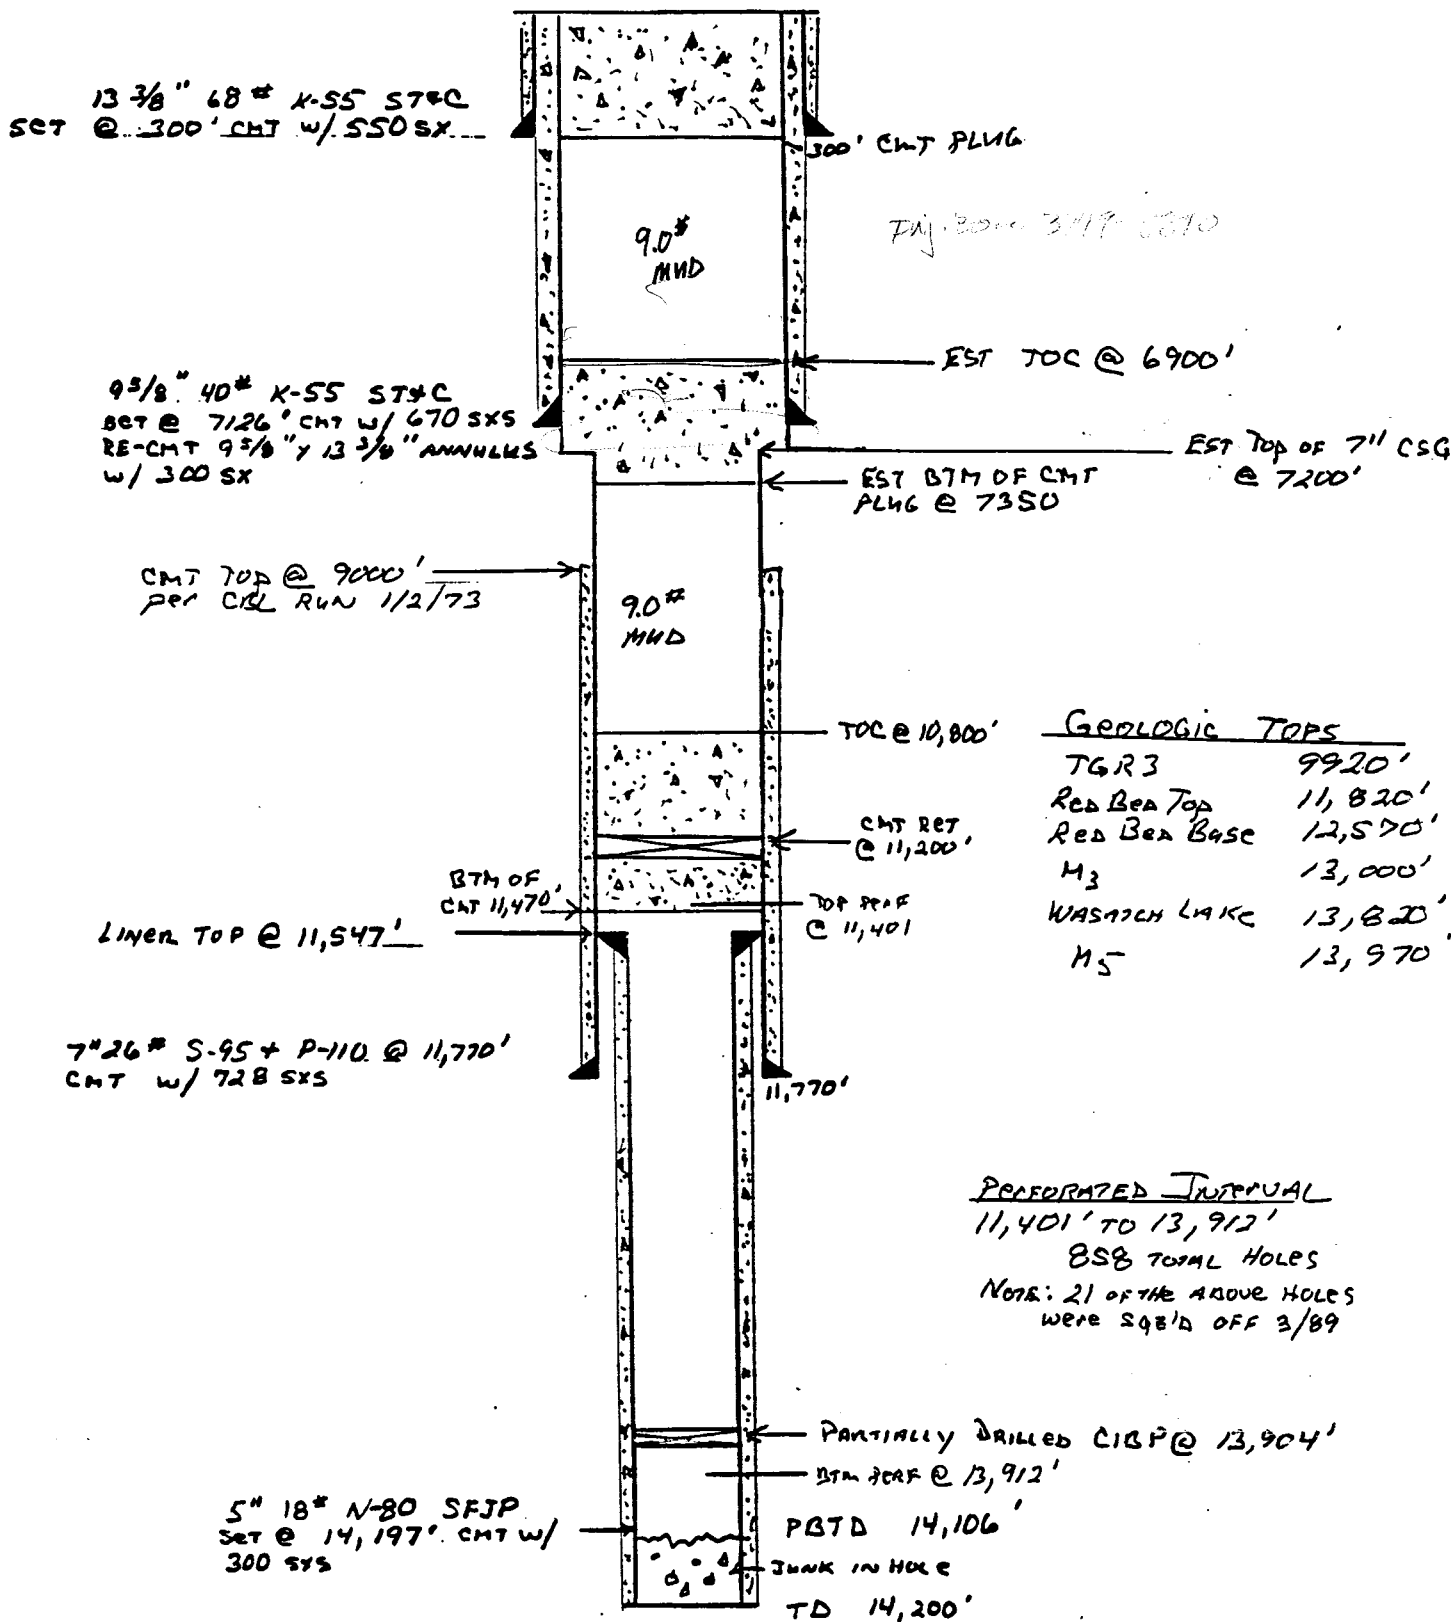 13 3/8" 68# K-55 ST&C
SET @ 300' CMT W/ 550 SX
300' CMT PLUG
9.0#
MUD
EST TOC @ 6900'
9 5/8" 40# K-55 ST&C
SET @ 7126' CMT W/ 670 SXS
RE-CMT 9 5/8" X 13 3/8" ANNULUS
W/ 300 SX
EST TOP OF 7" CSG
@ 7200'
EST BTM OF CMT
PLUG @ 7350
CMT TOP @ 9000'
per CBL RUN 1/2/73
9.0#
MUD
TOC @ 10,800'
GEOLOGIC TOPS
TGR3 9920'
Red Bed Top 11,820'
Red Bed Base 12,570'
M3 13,000'
WASATCH LAKE 13,820'
M5 13,970'
CMT RET
@ 11,200'
BTM OF
CMT 11,470'
TOP PERF
@ 11,401
LINER TOP @ 11,547'
7" 26# S-95 + P-110 @ 11,770'
CMT W/ 728 SXS
11,770'
PERFORATED INTERVAL
11,401' TO 13,912'
858 TOTAL HOLES
NOTE: 21 OF THE ABOVE HOLES
WERE SQZ'D OFF 3/89
PARTIALLY DRILLED CIBP @ 13,904'
BTM PERF @ 13,912'
5" 18# N-80 SFJP
SET @ 14,197' CMT W/
300 SXS
PBTD 14,106'
JUNK IN HOLE
TD 14,200'